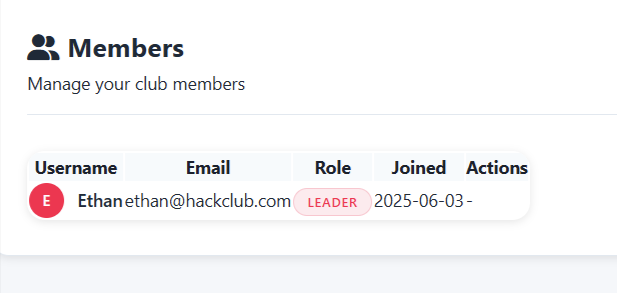 Members
Manage your club members
Username Email Role Joined Actions
E Ethan ethan@hackclub.com LEADER 2025-06-03 -